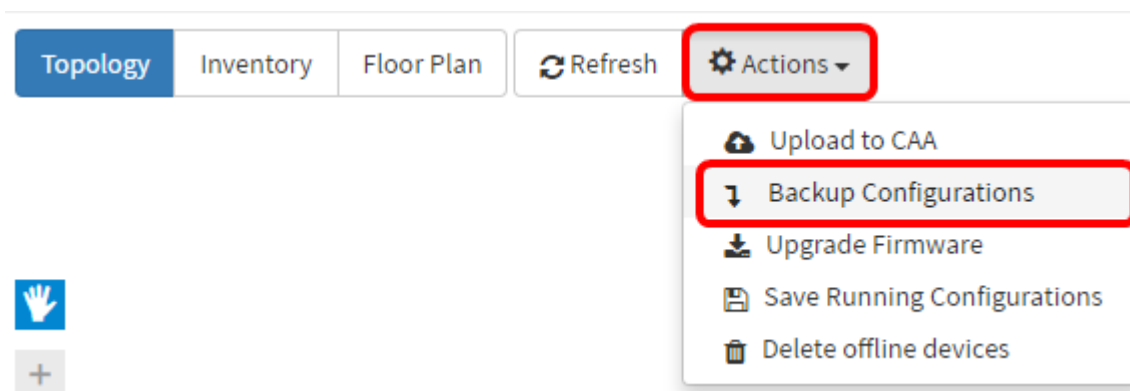 Topology Inventory Floor Plan Refresh Actions
Upload to CAA
Backup Configurations
Upgrade Firmware
Save Running Configurations
Delete offline devices